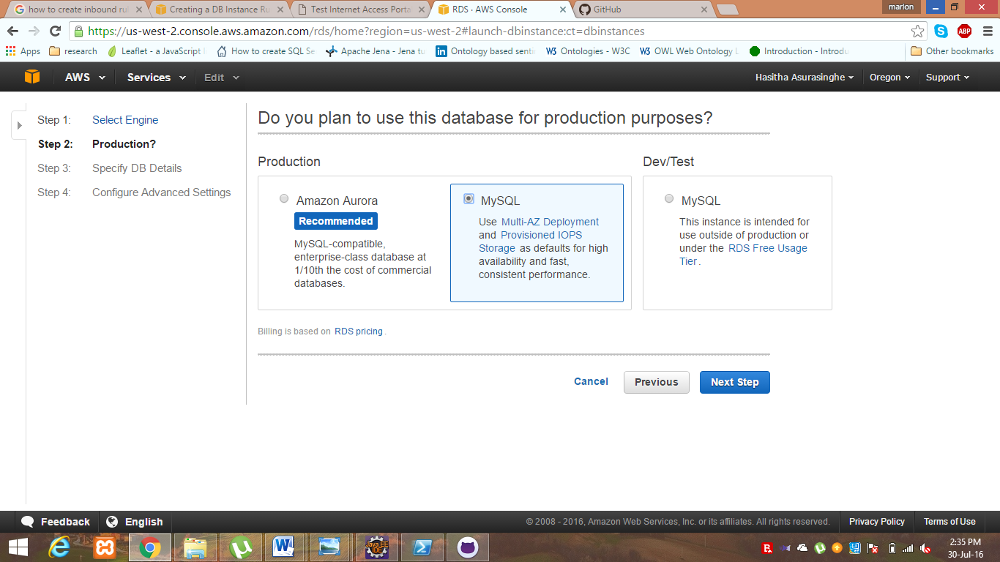 how to create inbound ru
Creating a DB Instance Ru
Test Internet Access Porta
RDS · AWS Console
GitHub
marlon
https://us-west-2.console.aws.amazon.com/rds/home?region=us-west-2#launch-dbinstance:ct=dbinstances
ABP
Apps
research
Leaflet - a JavaScript
How to create SQL Se
Apache Jena - Jena tu
Ontology based senti
W3 Ontologies - W3C
W3 OWL Web Ontology
Introduction - Introdu
Other bookmarks
AWS
Services
Edit
Hasitha Asurasinghe
Oregon
Support
Step 1: Select Engine
Step 2: Production?
Step 3: Specify DB Details
Step 4: Configure Advanced Settings
Do you plan to use this database for production purposes?
Production
Amazon Aurora
Recommended
MySQL-compatible,
enterprise-class database at
1/10th the cost of commercial
databases.
MySQL
Use Multi-AZ Deployment
and Provisioned IOPS
Storage as defaults for high
availability and fast,
consistent performance.
Dev/Test
MySQL
This instance is intended for
use outside of production or
under the RDS Free Usage
Tier.
Billing is based on RDS pricing.
Cancel
Previous
Next Step
Feedback
English
© 2008 - 2016, Amazon Web Services, Inc. or its affiliates. All rights reserved.
Privacy Policy
Terms of Use
Java EE
IDE
2:35 PM
30-Jul-16